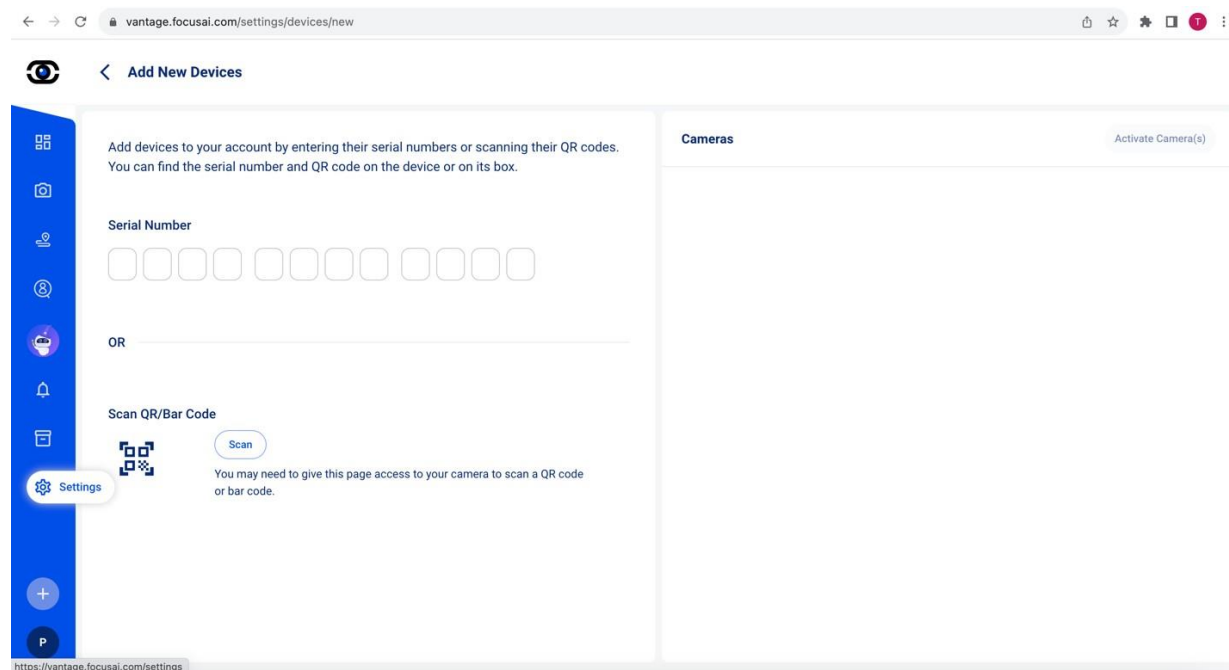 vantage.focusai.com/settings/devices/new
T
Add New Devices
Add devices to your account by entering their serial numbers or scanning their QR codes.
You can find the serial number and QR code on the device or on its box.
Serial Number
OR
Scan QR/Bar Code
Scan
You may need to give this page access to your camera to scan a QR code
or bar code.
Cameras
Activate Camera(s)
Settings
P
https://vantage.focusai.com/settings